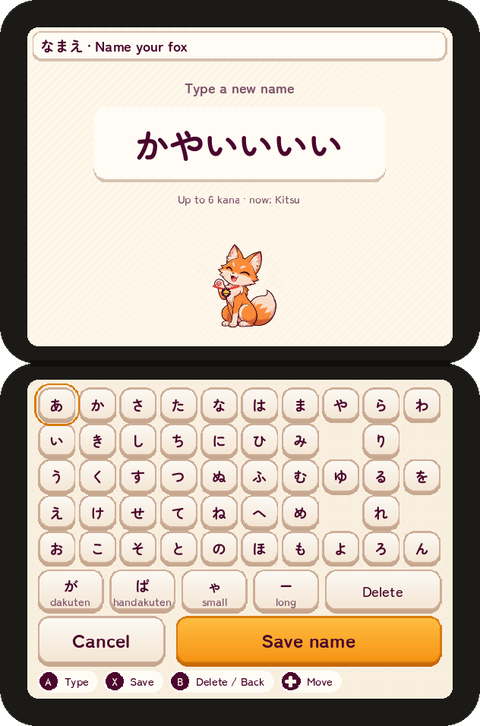 なまえ · Name your fox
Type a new name
かやいいいい
Up to 6 kana · now: Kitsu
あ か さ た な は ま や ら わ
い き し ち に ひ み り
う く す つ ぬ ふ む ゆ る を
え け せ て ね へ め れ
お こ そ と の ほ も よ ろ ん
が ぱ ゃ ー Delete
dakuten handakuten small long
Cancel Save name
A Type X Save B Delete / Back Move